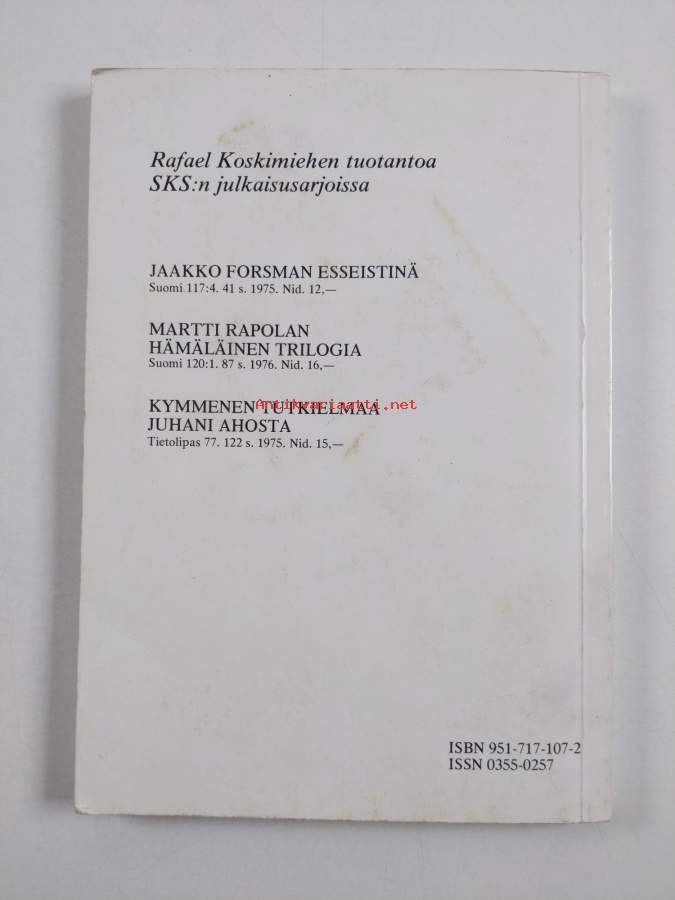 Rafael Koskimiehen tuotantoa
SKS:n julkaisusarjoissa
JAAKKO FORSMAN ESSEISTINÄ
Suomi 117:4. 41 s. 1975. Nid. 12,—
MARTTI RAPOLAN
HÄMÄLÄINEN TRILOGIA
Suomi 120:1. 87 s. 1976. Nid. 16,—
KYMMENEN TUTKIELMAA
Antikvariaatti.net
JUHANI AHOSTA
Tietolipas 77. 122 s. 1975. Nid. 15,—
ISBN 951-717-107-2
ISSN 0355-0257